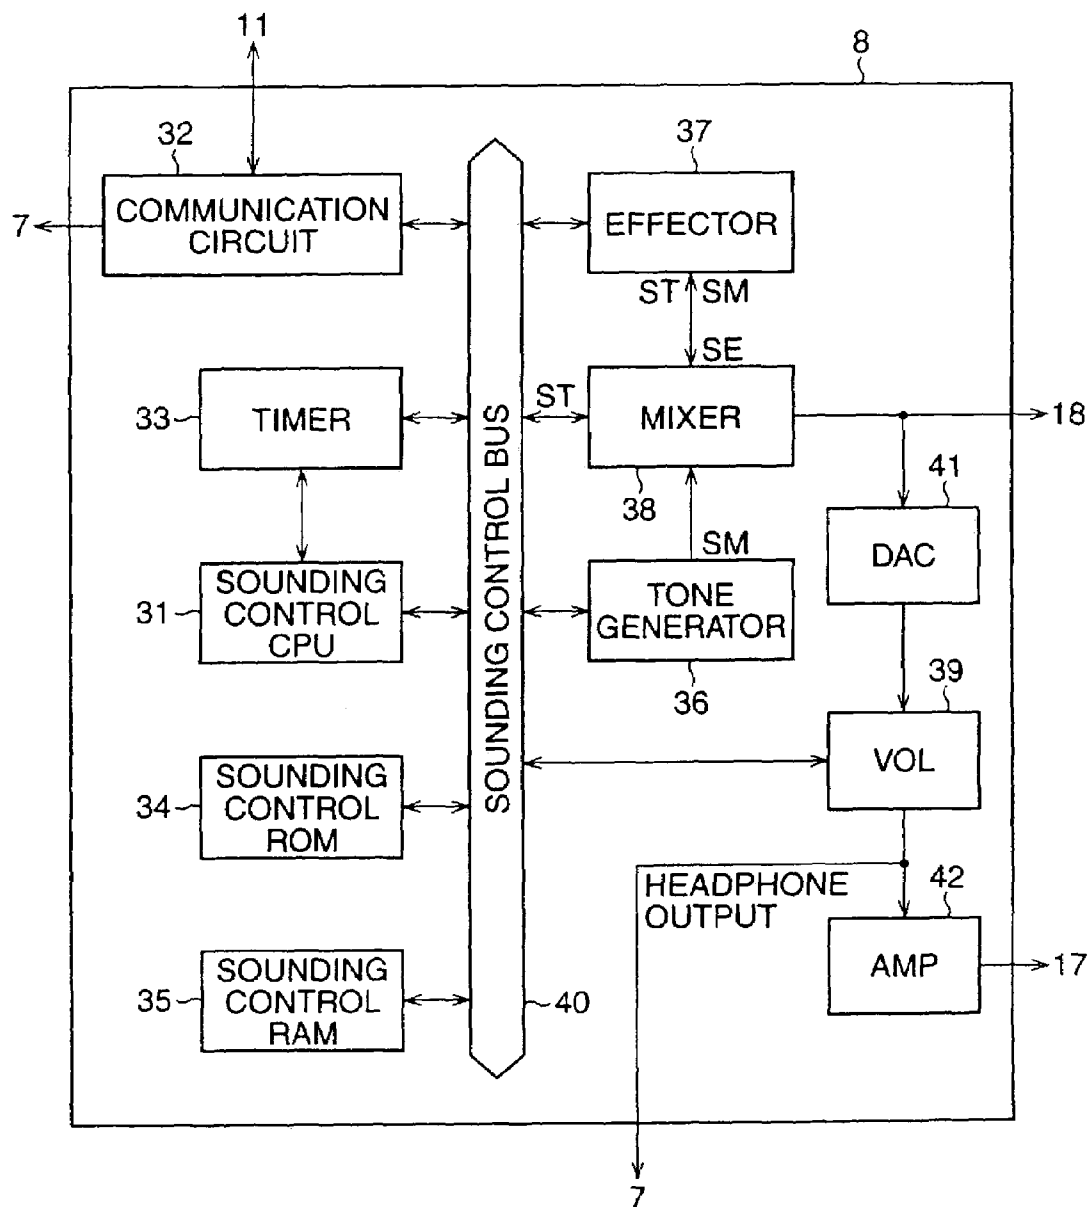 11
8
32
37
COMMUNICATION
CIRCUIT
7
EFFECTOR
ST SM
SE
33
TIMER
ST
MIXER
18
38
41
DAC
SM
31
SOUNDING
CONTROL
CPU
TONE
GENERATOR
36
SOUNDING CONTROL BUS
39
VOL
34
SOUNDING
CONTROL
ROM
HEADPHONE
OUTPUT
42
AMP
17
35
SOUNDING
CONTROL
RAM
40
7